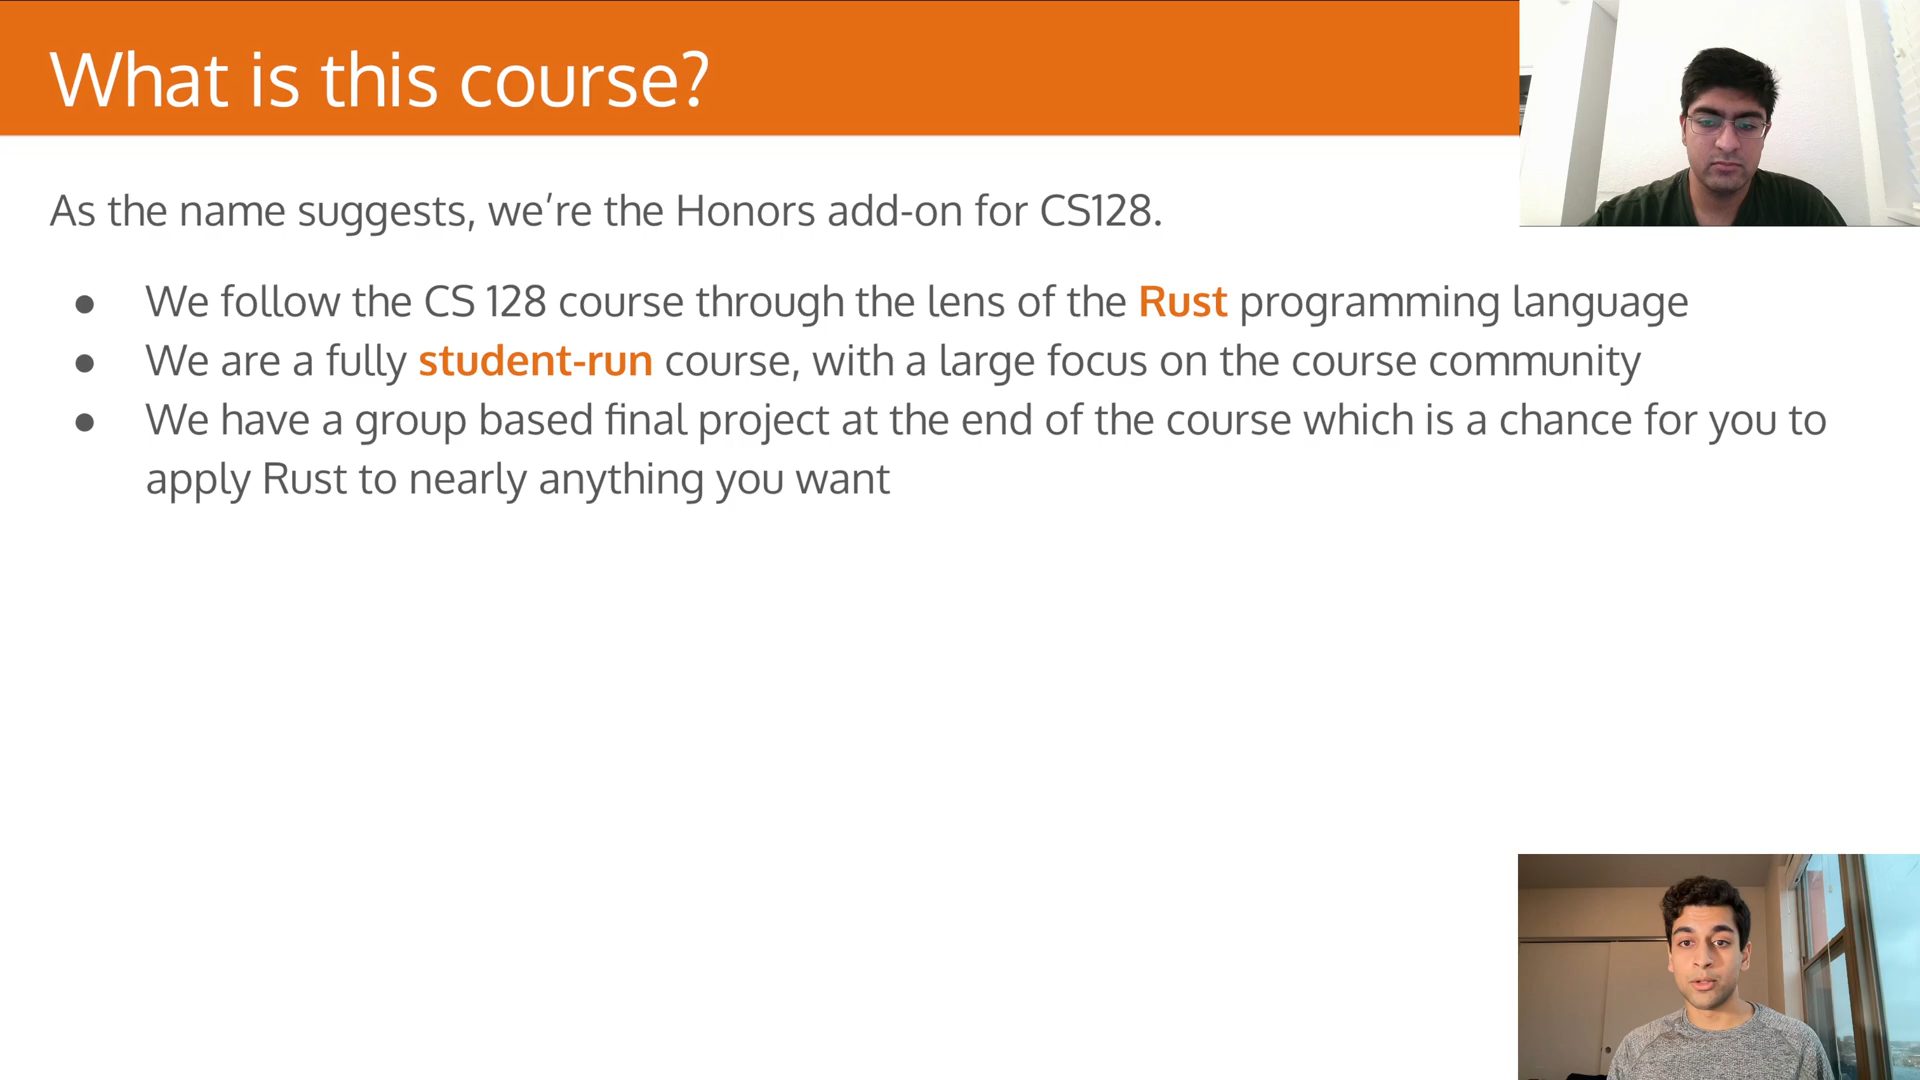 What is this course?
As the name suggests, we’re the Honors add-on for CS128.
● We follow the CS 128 course through the lens of the Rust programming language
● We are a fully student-run course, with a large focus on the course community
● We have a group based final project at the end of the course which is a chance for you to
apply Rust to nearly anything you want